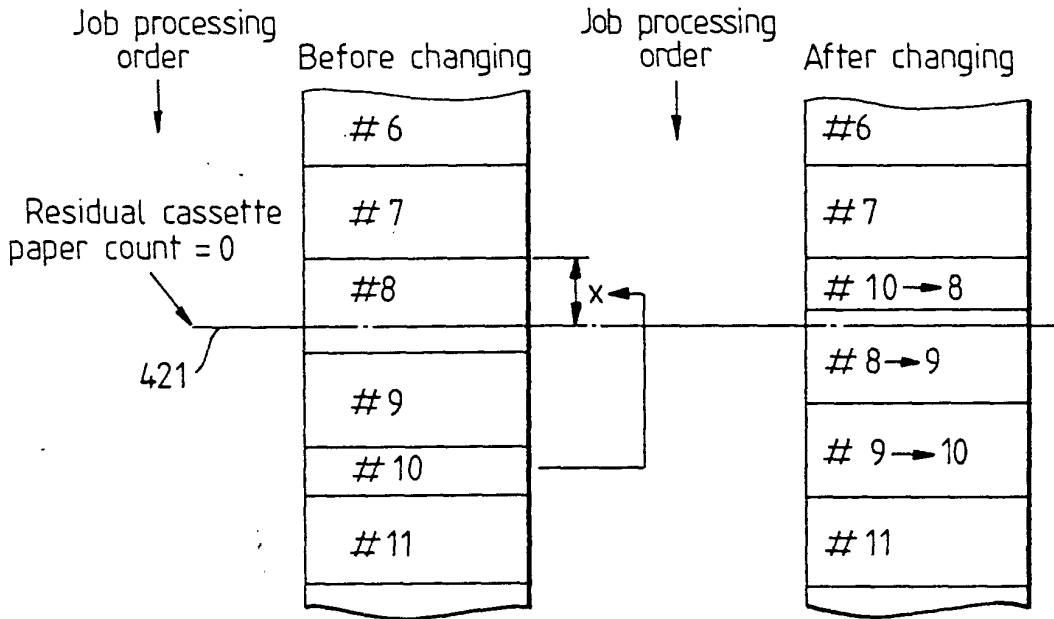 Job processing
order
Before changing
Job processing
order
After changing
Residual cassette
paper count = 0
421
# 6
# 7
#8
# 9
# 10
# 11
x
#6
# 7
# 10→8
# 8→9
# 9→10
# 11